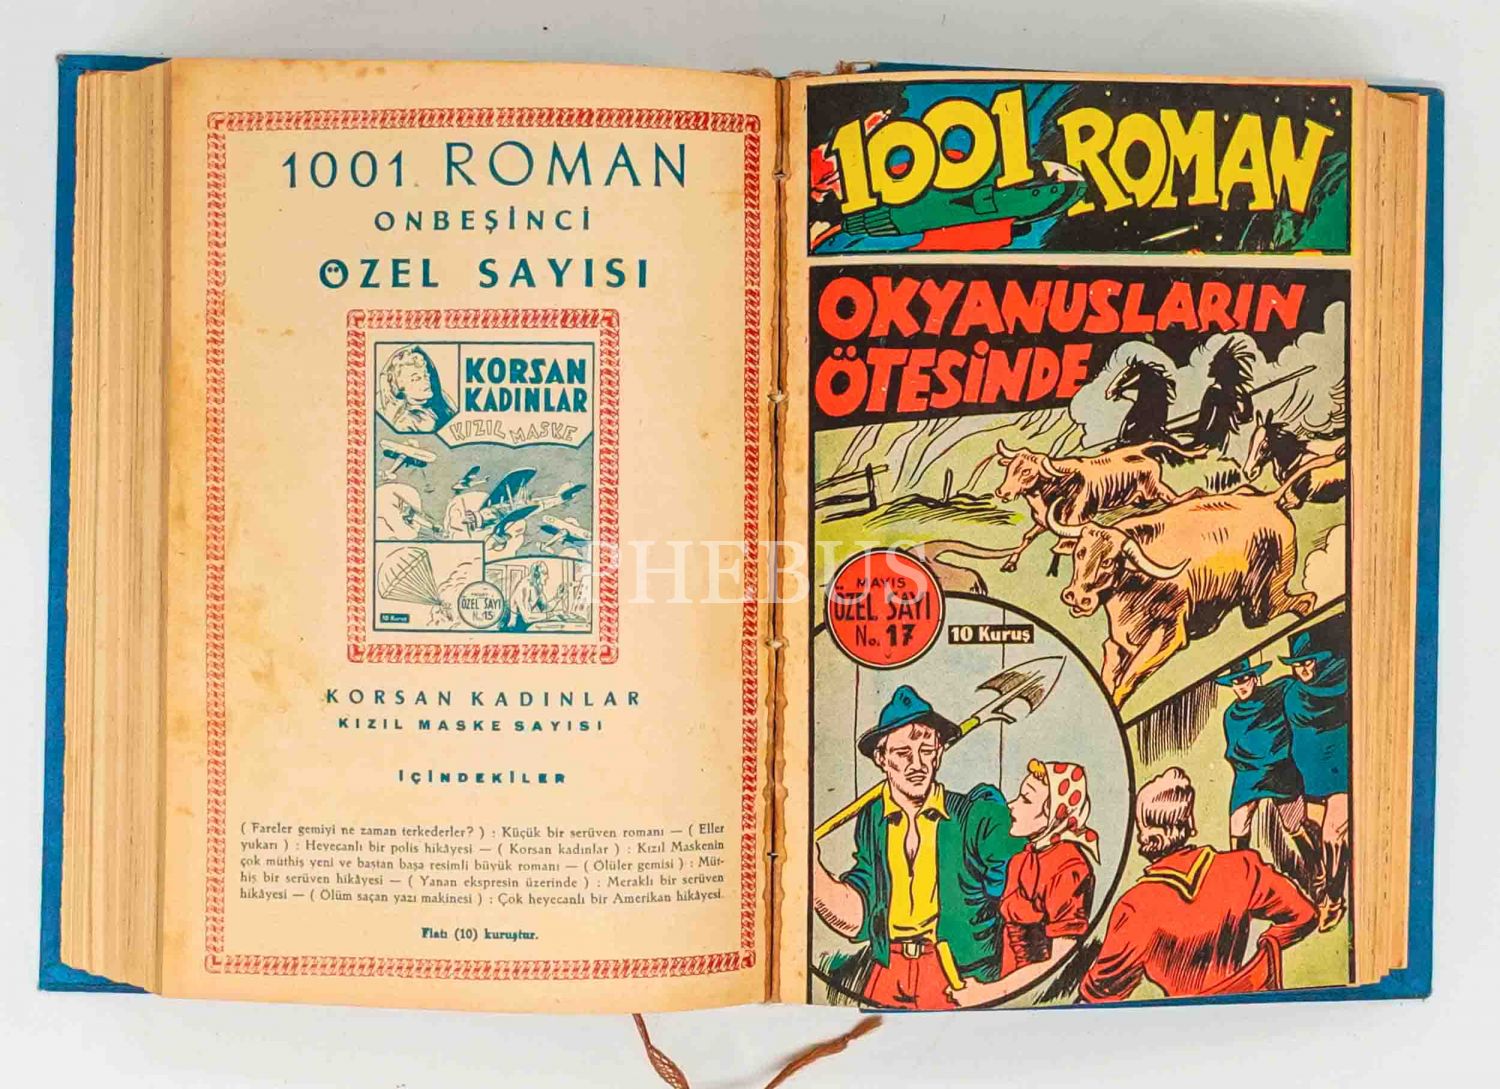 1001 ROMAN
ONBEŞİNCİ
ÖZEL SAYISI
KORSAN
KADINLAR
KIZIL MASKE
ÖZEL SAYI
No. 15
10 Kuruş
KORSAN KADINLAR
KIZIL MASKE SAYISI
İÇİNDEKİLER
( Fareler gemiyi ne zaman terkederler? ) : Küçük bir serüven romanı — ( Eller
yukarı ) : Heyecanlı bir polis hikâyesi — ( Korsan kadınlar ) : Kızıl Maskenin
çok müthiş yeni ve baştan başa resimli büyük romanı — ( Ölüler gemisi ) : Müt-
hiş bir serüven hikâyesi — ( Yanan ekspresin üzerinde ) : Meraklı bir serüven
hikâyesi — ( Ölüm saçan yazı makinesi ) : Çok heyecanlı bir Amerikan hikâyesi.
Fiatı (10) kuruştur.
1001 ROMAN
OKYANUSLARIN
ÖTESİNDE
MAYIS
ÖZEL SAYI
No. 17
10 Kuruş
PHEBUS